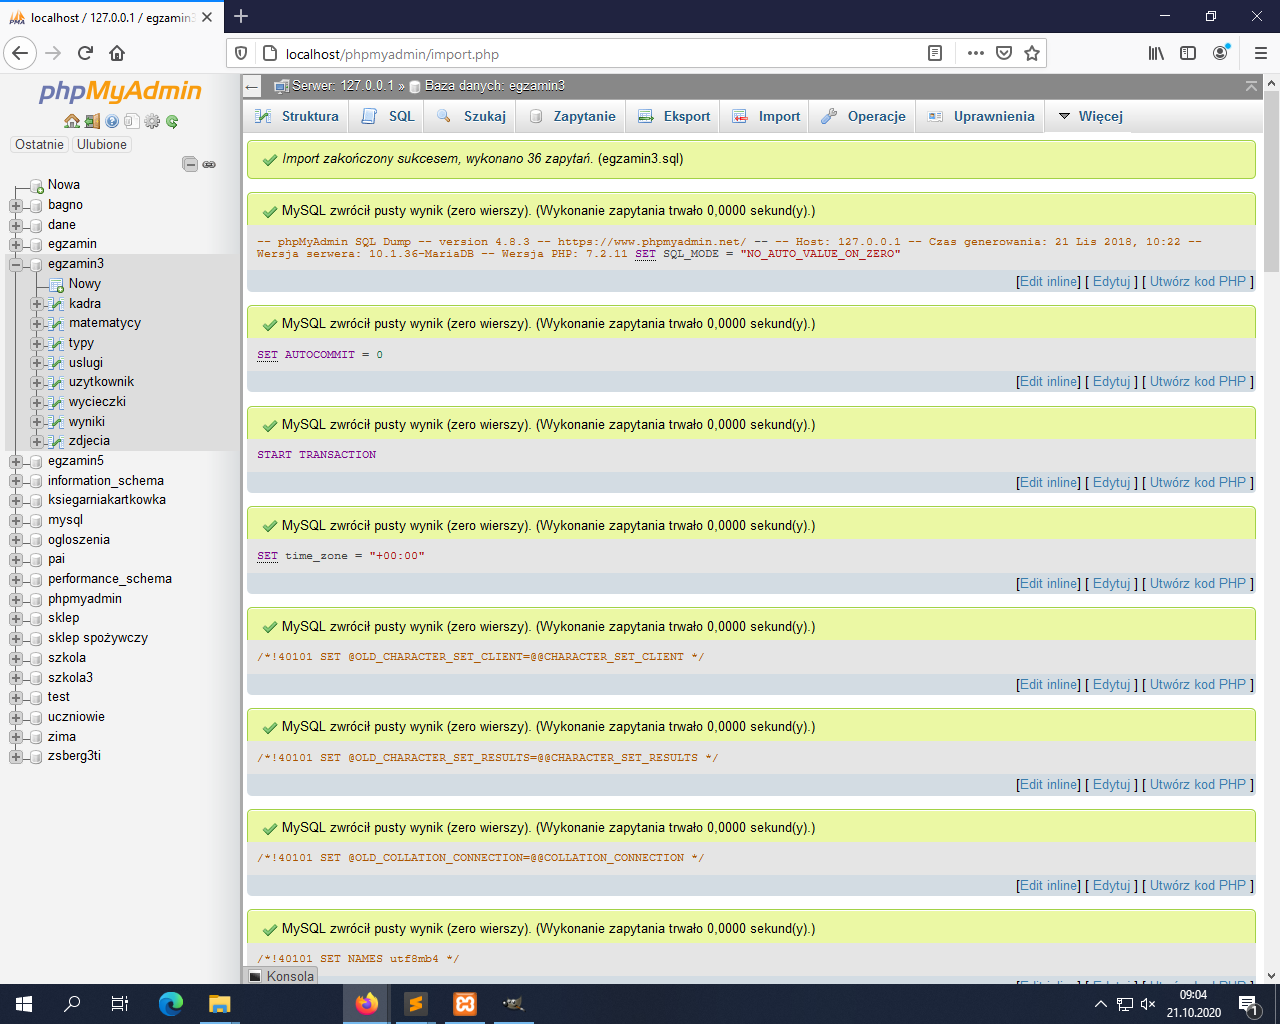 localhost / 127.0.0.1 / egzamin3
localhost/phpmyadmin/import.php
phpMyAdmin
Ostatnie
Ulubione
Nowa
bagno
dane
egzamin
egzamin3
Nowy
kadra
matematycy
typy
uslugi
uzytkownik
wycieczki
wyniki
zdjecia
egzamin5
information_schema
ksiegarniakartkowka
mysql
ogloszenia
pai
performance_schema
phpmyadmin
sklep
sklep spożywczy
szkola
szkola3
test
uczniowie
zima
zsberg3ti
Serwer: 127.0.0.1 » Baza danych: egzamin3
Struktura SQL Szukaj Zapytanie Eksport Import Operacje Uprawnienia Więcej
Import zakończony sukcesem, wykonano 36 zapytań. (egzamin3.sql)
MySQL zwrócił pusty wynik (zero wierszy). (Wykonanie zapytania trwało 0,0000 sekund(y).)
-- phpMyAdmin SQL Dump -- version 4.8.3 -- https://www.phpmyadmin.net/ -- -- Host: 127.0.0.1 -- Czas generowania: 21 Lis 2018, 10:22 --
Wersja serwera: 10.1.36-MariaDB -- Wersja PHP: 7.2.11 SET SQL_MODE = "NO_AUTO_VALUE_ON_ZERO"
[Edit inline] [ Edytuj ] [ Utwórz kod PHP ]
MySQL zwrócił pusty wynik (zero wierszy). (Wykonanie zapytania trwało 0,0000 sekund(y).)
SET AUTOCOMMIT = 0
[Edit inline] [ Edytuj ] [ Utwórz kod PHP ]
MySQL zwrócił pusty wynik (zero wierszy). (Wykonanie zapytania trwało 0,0000 sekund(y).)
START TRANSACTION
[Edit inline] [ Edytuj ] [ Utwórz kod PHP ]
MySQL zwrócił pusty wynik (zero wierszy). (Wykonanie zapytania trwało 0,0000 sekund(y).)
SET time_zone = "+00:00"
[Edit inline] [ Edytuj ] [ Utwórz kod PHP ]
MySQL zwrócił pusty wynik (zero wierszy). (Wykonanie zapytania trwało 0,0000 sekund(y).)
/*!40101 SET @OLD_CHARACTER_SET_CLIENT=@@CHARACTER_SET_CLIENT */
[Edit inline] [ Edytuj ] [ Utwórz kod PHP ]
MySQL zwrócił pusty wynik (zero wierszy). (Wykonanie zapytania trwało 0,0000 sekund(y).)
/*!40101 SET @OLD_CHARACTER_SET_RESULTS=@@CHARACTER_SET_RESULTS */
[Edit inline] [ Edytuj ] [ Utwórz kod PHP ]
MySQL zwrócił pusty wynik (zero wierszy). (Wykonanie zapytania trwało 0,0000 sekund(y).)
/*!40101 SET @OLD_COLLATION_CONNECTION=@@COLLATION_CONNECTION */
[Edit inline] [ Edytuj ] [ Utwórz kod PHP ]
MySQL zwrócił pusty wynik (zero wierszy). (Wykonanie zapytania trwało 0,0000 sekund(y).)
/*!40101 SET NAMES utf8mb4 */
Konsola
09:04
21.10.2020
1